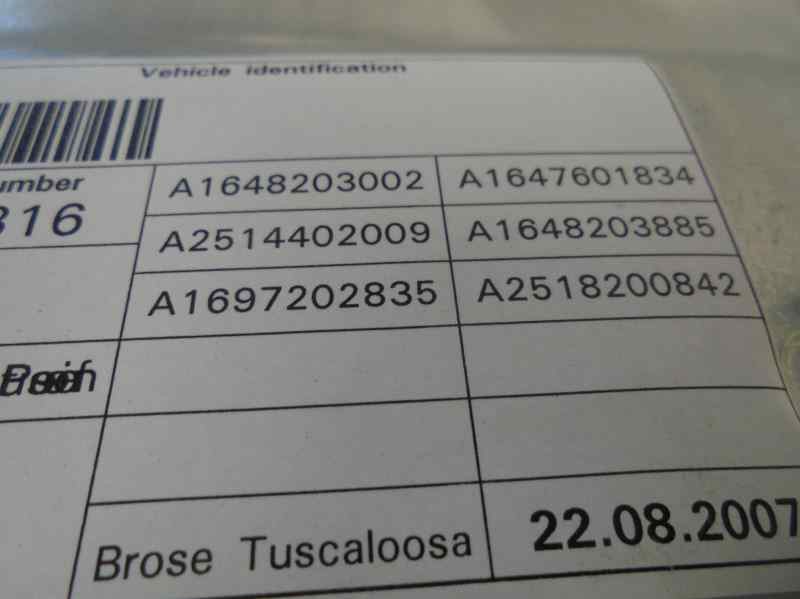 Vehicle identification
umber
316
A1648203002 A1647601834
A2514402009 A1648203885
A1697202835 A2518200842
Brose Tuscaloosa
22.08.2007